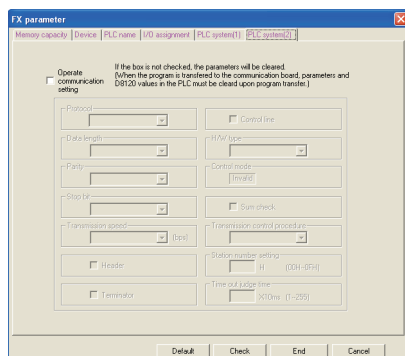 FX parameter
Memory capacity Device PLC name I/O assignment PLC system(1) PLC system(2)
Operate communication setting
If the box is not checked, the parameters will be cleared.
(When the program is transfered to the communication board, parameters and
D8120 values in the PLC must be cleared upon program transfer.)
Protocol
Control line
Data length
H/W type
Parity
Control mode
Invalid
Stop bit
Sum check
Transmission speed
(bps)
Transmission control procedure
Header
Station number setting
H (00H-0FH)
Terminator
Time out judge time
X10ms (1-255)
Default Check End Cancel